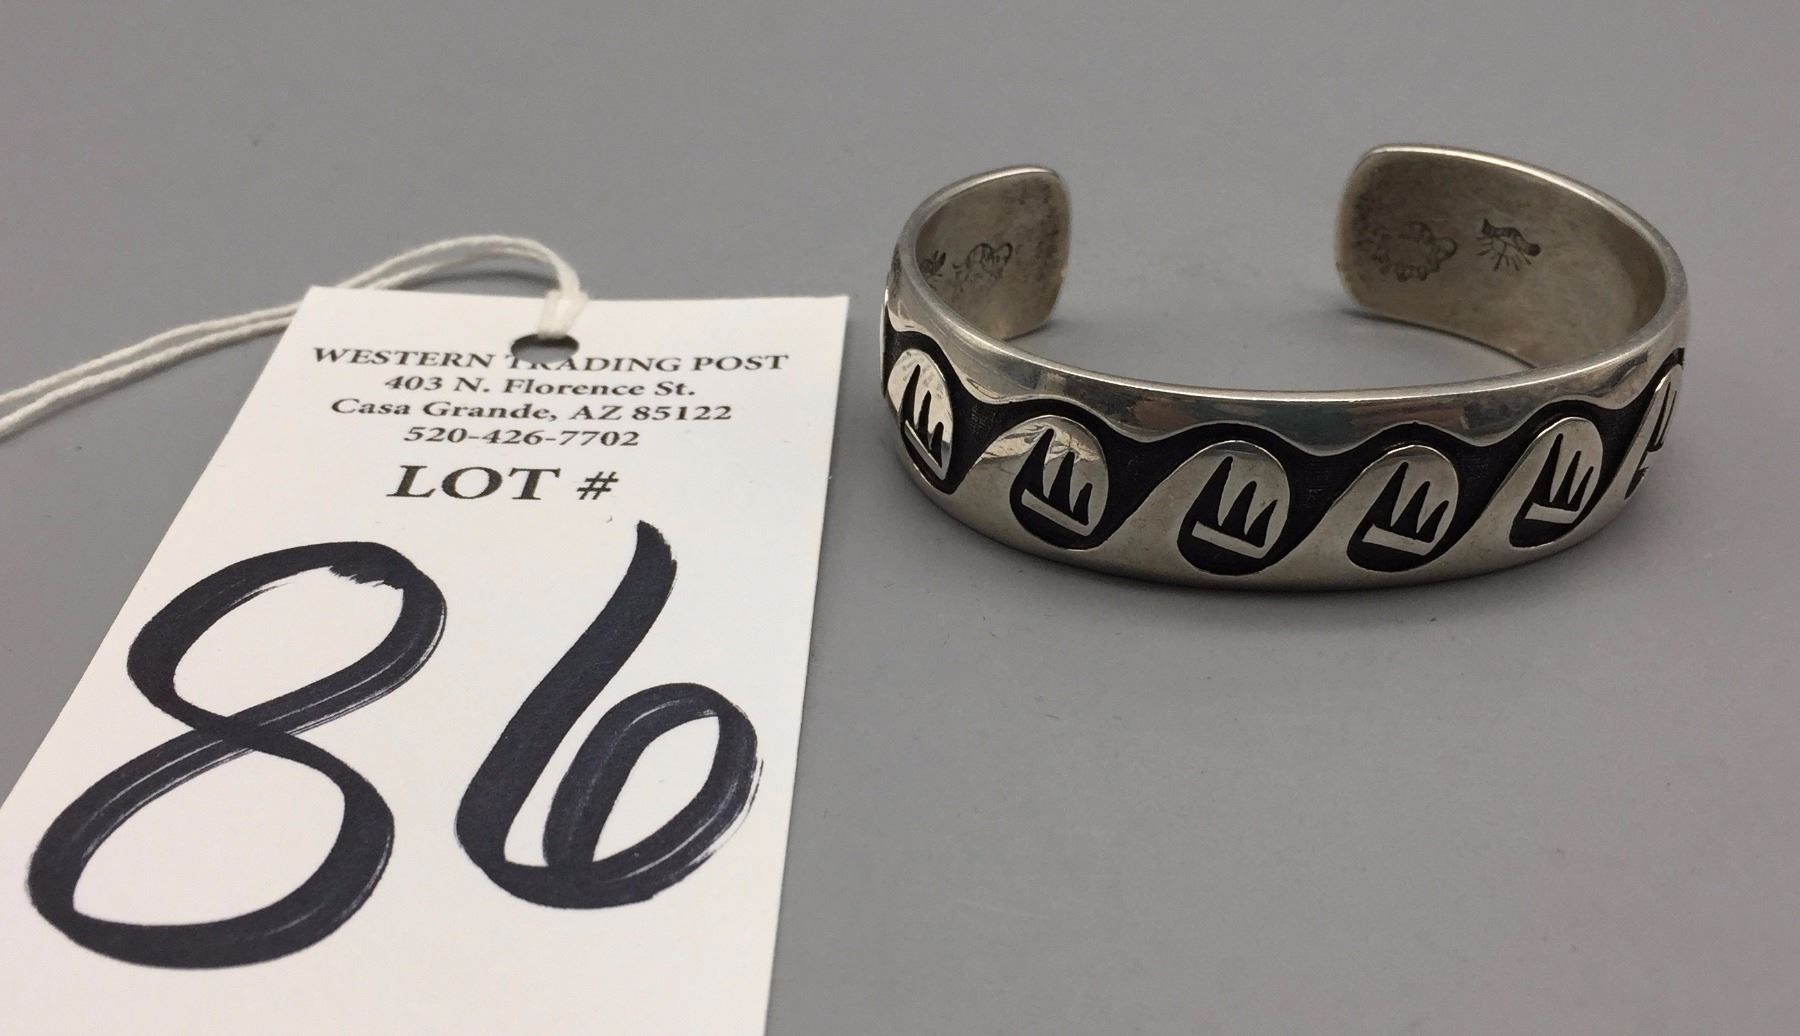 WESTERN TRADING POST
403 N. Florence St.
Casa Grande, AZ 85122
520-426-7702
LOT #
86